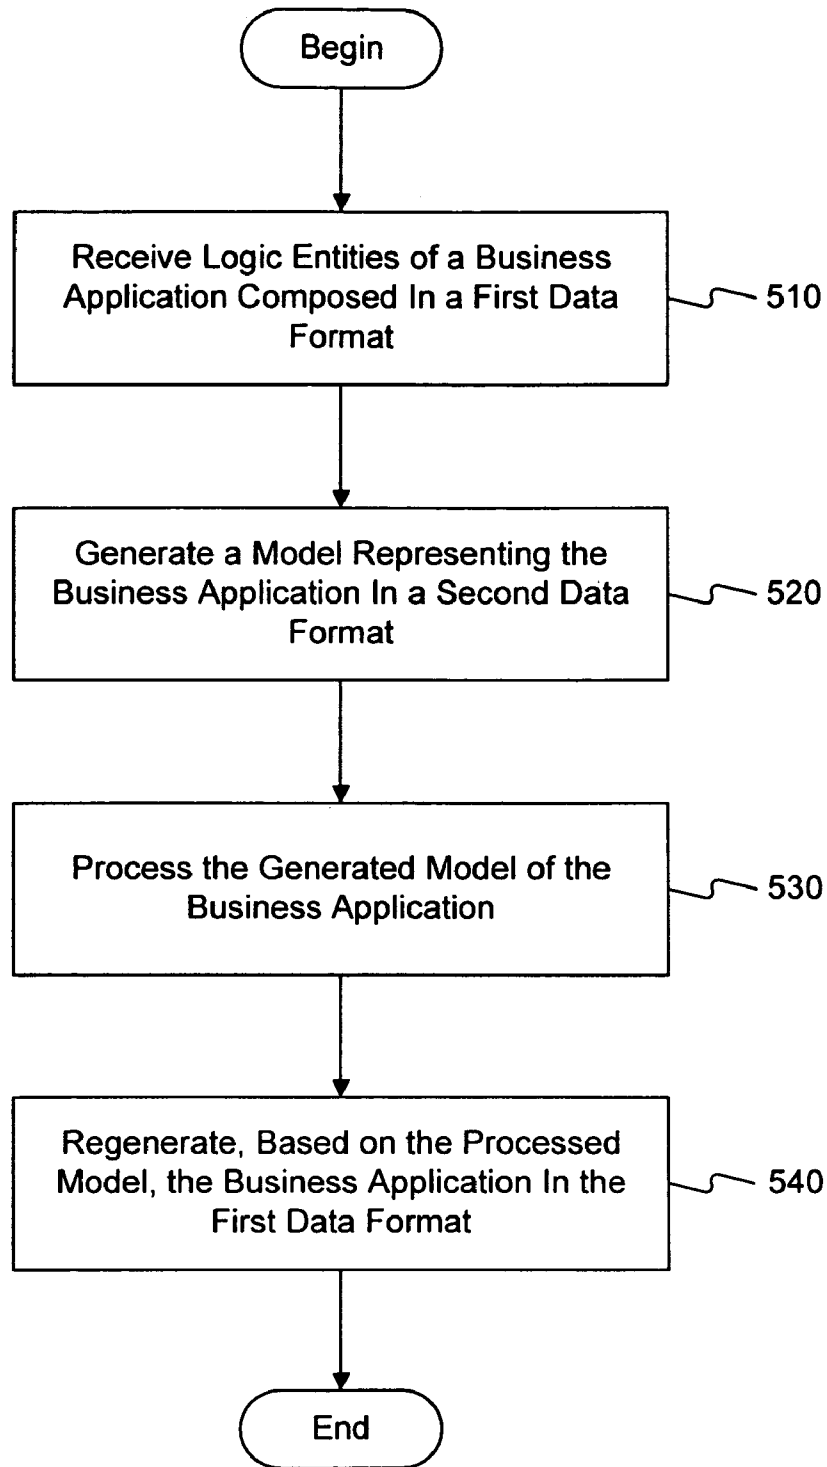 Begin
Receive Logic Entities of a Business
Application Composed In a First Data
Format
510
Generate a Model Representing the
Business Application In a Second Data
Format
520
Process the Generated Model of the
Business Application
530
Regenerate, Based on the Processed
Model, the Business Application In the
First Data Format
540
End